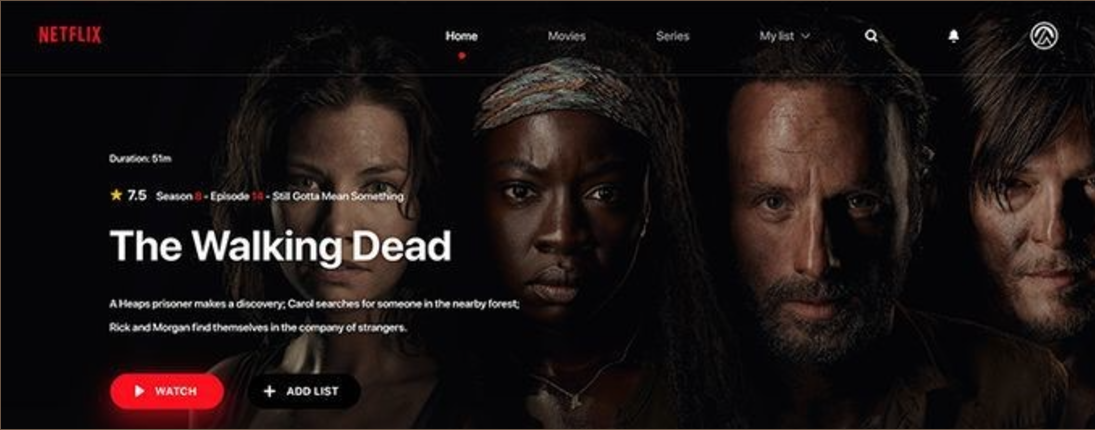 NETFLIX Home Movies Series My list
Duration: 51m
7.5 Season 8 - Episode 14 - Still Gotta Mean Something
The Walking Dead
A Heaps prisoner makes a discovery; Carol searches for someone in the nearby forest;
Rick and Morgan find themselves in the company of strangers.
WATCH ADD LIST